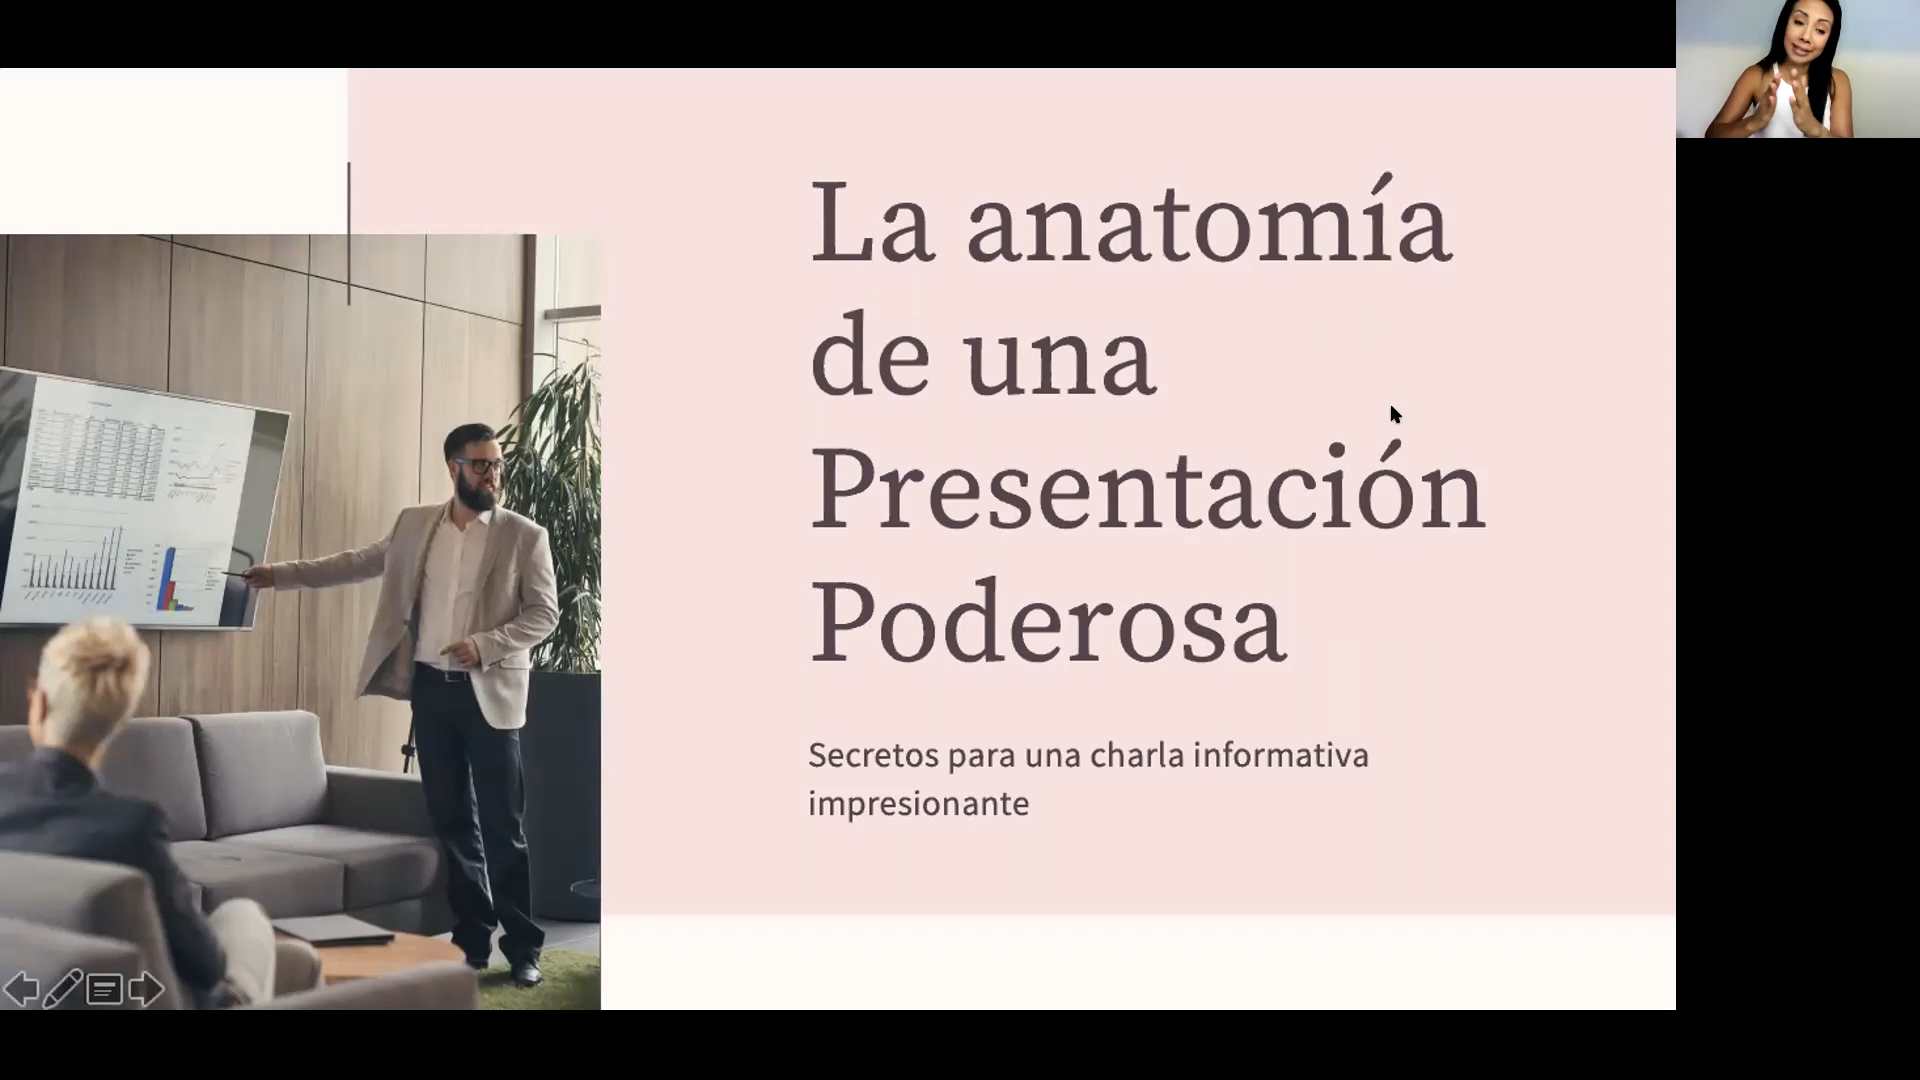 La anatomía
de una
Presentación
Poderosa
Secretos para una charla informativa
impresionante